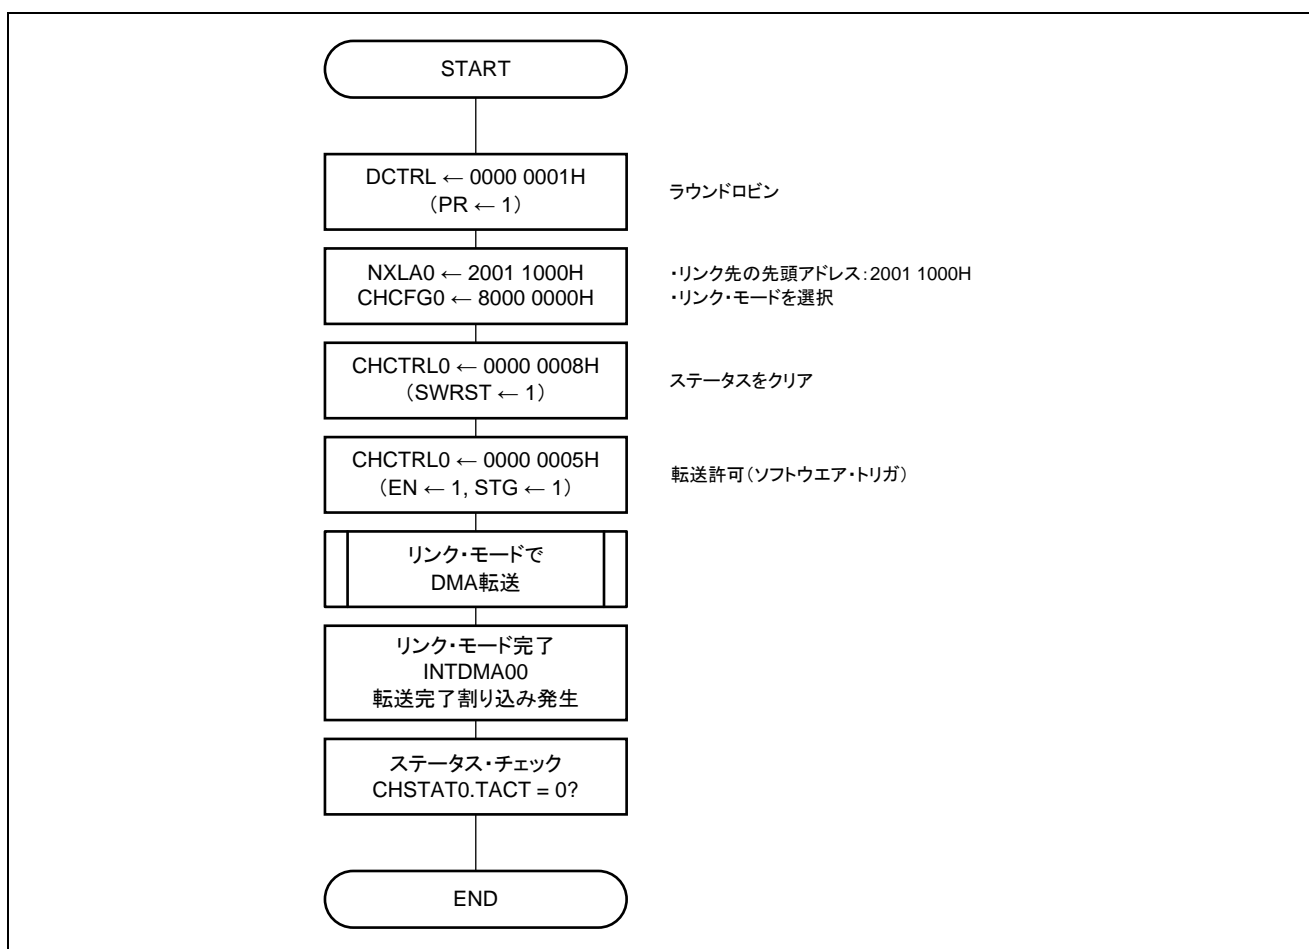 START
DCTRL ← 0000 0001H
（PR ← 1）
ラウンドロビン
NXLA0 ← 2001 1000H
CHCFG0 ← 8000 0000H
・リンク先の先頭アドレス：2001 1000H
・リンク・モードを選択
CHCTRL0 ← 0000 0008H
（SWRST ← 1）
ステータスをクリア
CHCTRL0 ← 0000 0005H
（EN ← 1, STG ← 1）
転送許可（ソフトウエア・トリガ）
リンク・モードで
DMA転送
リンク・モード完了
INTDMA00
転送完了割り込み発生
ステータス・チェック
CHSTAT0.TACT = 0?
END